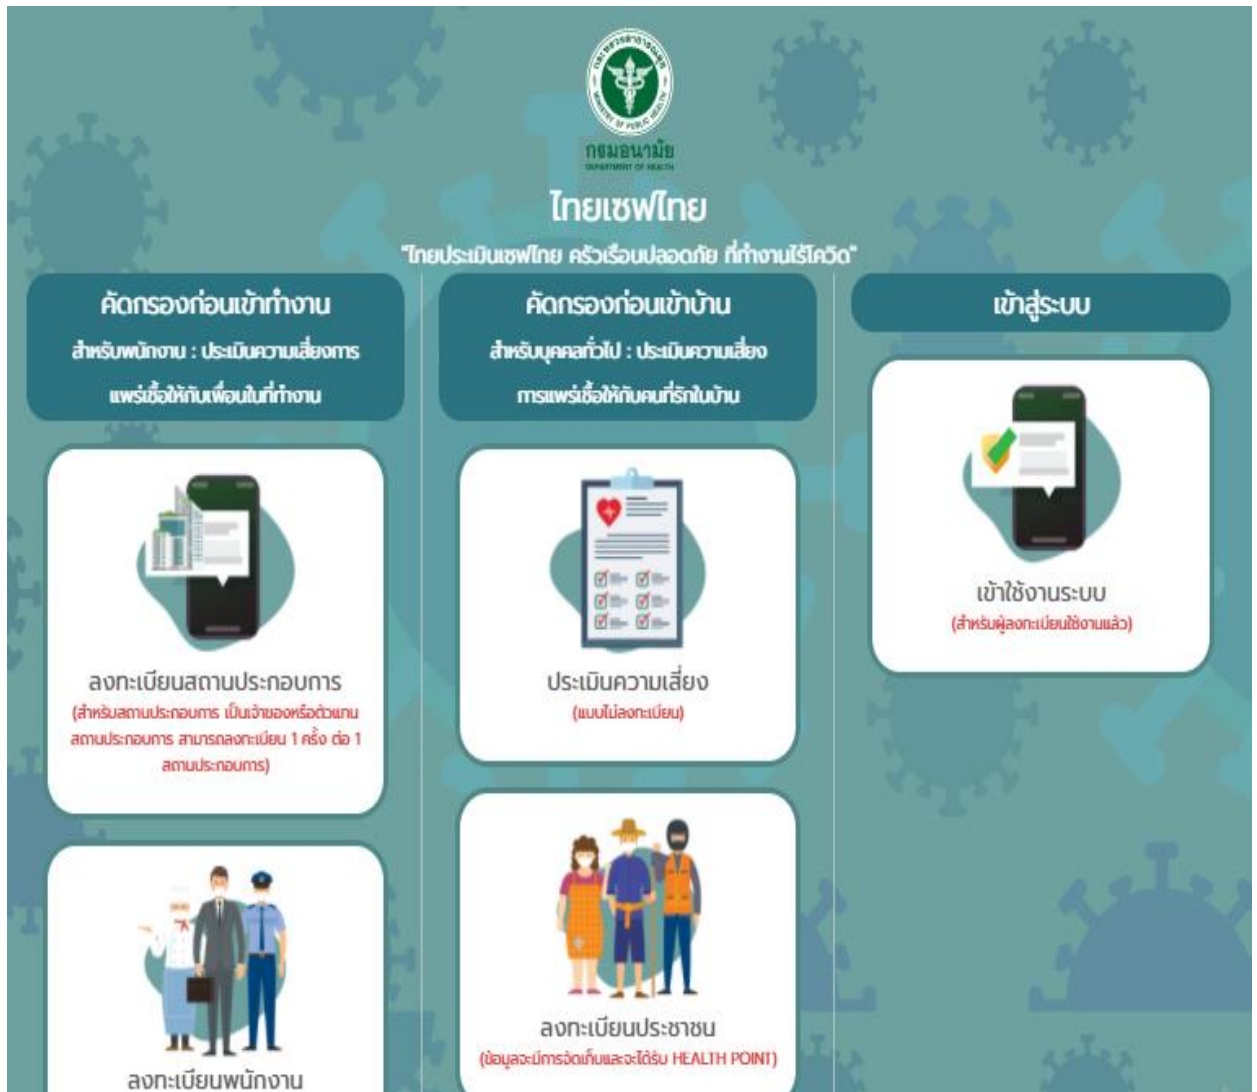 กระทรวงสาธารณสุข
MINISTRY OF PUBLIC HEALTH
กรมอนามัย
DEPARTMENT OF HEALTH
ไทยเซฟไทย
"ไทยประเมินเซฟไทย ครัวเรือนปลอดภัย ที่ทำงานไร้โควิด"
คัดกรองก่อนเข้าทำงาน
สำหรับพนักงาน : ประเมินความเสี่ยงการ
แพร่เชื้อให้กับเพื่อนในที่ทำงาน
ลงทะเบียนสถานประกอบการ
(สำหรับสถานประกอบการ เป็นเจ้าของหรือตัวแทน
สถานประกอบการ สามารถลงทะเบียน 1 ครั้ง ต่อ 1
สถานประกอบการ)
ลงทะเบียนพนักงาน
คัดกรองก่อนเข้าบ้าน
สำหรับบุคคลทั่วไป : ประเมินความเสี่ยง
การแพร่เชื้อให้กับคนที่รักในบ้าน
ประเมินความเสี่ยง
(แบบไม่ลงทะเบียน)
ลงทะเบียนประชาชน
(ข้อมูลจะมีการจัดเก็บและจะได้รับ HEALTH POINT)
เข้าสู่ระบบ
เข้าใช้งานระบบ
(สำหรับผู้ลงทะเบียนใช้งานแล้ว)